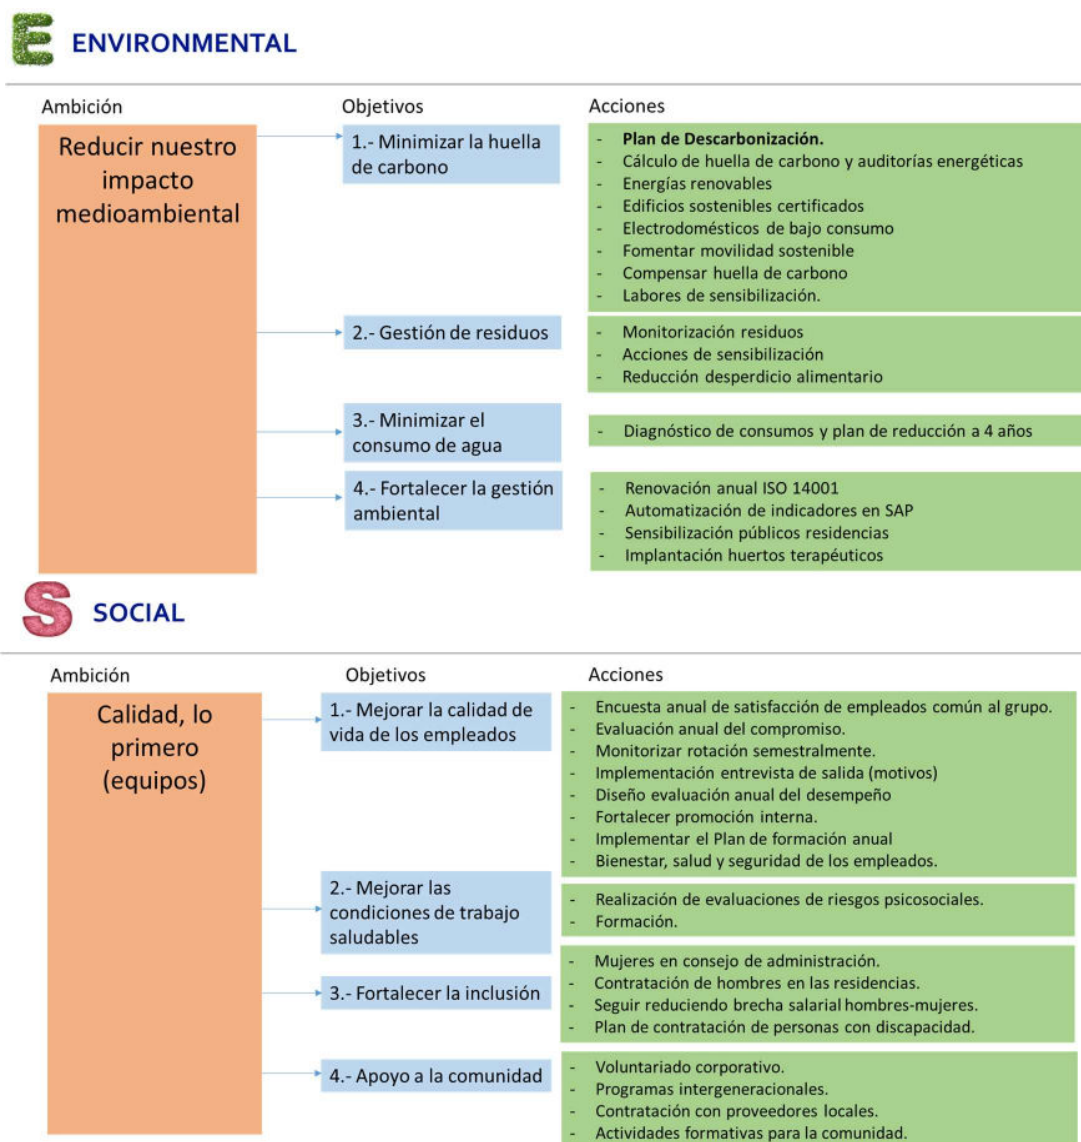 E ENVIRONMENTAL
Ambición
Objetivos
Acciones
Reducir nuestro
impacto
medioambiental
1.- Minimizar la huella
de carbono
- Plan de Descarbonización.
- Cálculo de huella de carbono y auditorías energéticas
- Energías renovables
- Edificios sostenibles certificados
- Electrodomésticos de bajo consumo
- Fomentar movilidad sostenible
- Compensar huella de carbono
- Labores de sensibilización.
2.- Gestión de residuos
- Monitorización residuos
- Acciones de sensibilización
- Reducción desperdicio alimentario
3.- Minimizar el
consumo de agua
- Diagnóstico de consumos y plan de reducción a 4 años
4.- Fortalecer la gestión
ambiental
- Renovación anual ISO 14001
- Automatización de indicadores en SAP
- Sensibilización públicos residencias
- Implantación huertos terapéuticos
S SOCIAL
Ambición
Objetivos
Acciones
Calidad, lo
primero
(equipos)
1.- Mejorar la calidad de
vida de los empleados
- Encuesta anual de satisfacción de empleados común al grupo.
- Evaluación anual del compromiso.
- Monitorizar rotación semestralmente.
- Implementación entrevista de salida (motivos)
- Diseño evaluación anual del desempeño
- Fortalecer promoción interna.
- Implementar el Plan de formación anual
- Bienestar, salud y seguridad de los empleados.
2.- Mejorar las
condiciones de trabajo
saludables
- Realización de evaluaciones de riesgos psicosociales.
- Formación.
3.- Fortalecer la inclusión
- Mujeres en consejo de administración.
- Contratación de hombres en las residencias.
- Seguir reduciendo brecha salarial hombres-mujeres.
- Plan de contratación de personas con discapacidad.
4.- Apoyo a la comunidad
- Voluntariado corporativo.
- Programas intergeneracionales.
- Contratación con proveedores locales.
- Actividades formativas para la comunidad.